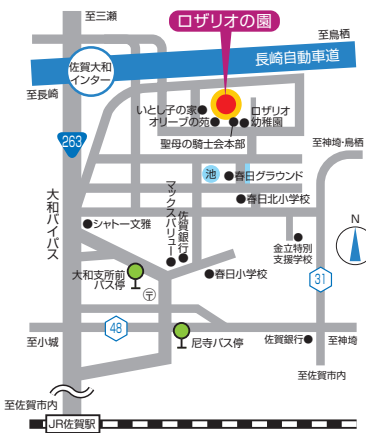 至三瀬
ロザリオの園
至鳥栖
長崎自動車道
佐賀大和
インター
至長崎
いとし子の家
オリーブの苑
ロザリオ
幼稚園
聖母の騎士会本部
263
至神埼・鳥栖
池
春日グラウンド
春日北小学校
大和バイパス
シャトー文雅
マックスバリュー
佐賀銀行
金立特別
支援学校
N
大和支所前
バス停
春日小学校
31
〒
48
至小城
尼寺バス停
佐賀銀行
至神埼
至佐賀市内
至佐賀市内
JR佐賀駅